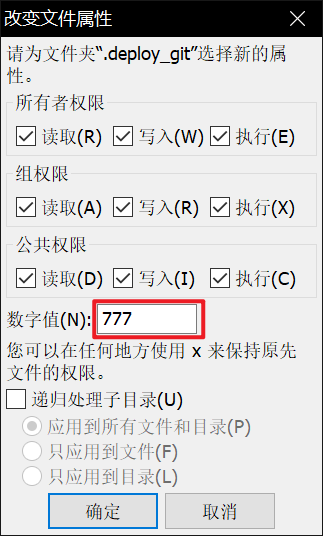 改变文件属性
请为文件夹“.deploy_git”选择新的属
性。
所有者权限
读取(R) 写入(W) 执行(E)
组权限
读取(A) 写入(R) 执行(X)
公共权限
读取(D) 写入(I) 执行(C)
数字值(N): 777
您可以在任何地方使用 x 来保持原先
文件的权限。
递归处理子目录(U)
应用到所有文件和目录(P)
只应用到文件(F)
只应用到目录(L)
确定 取消